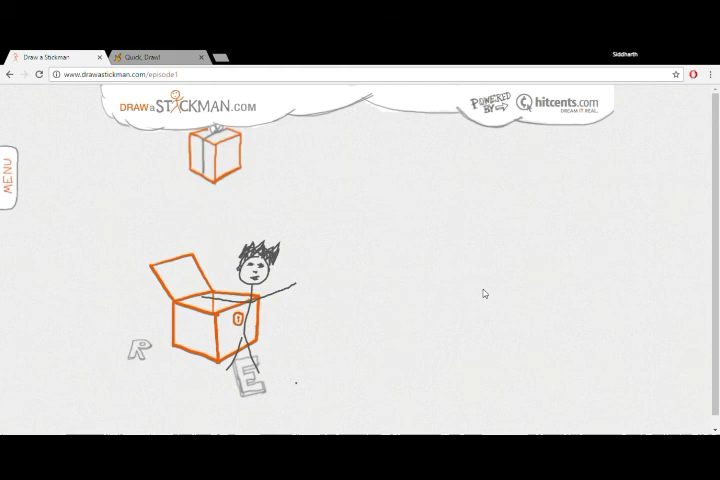 Siddharth
Draw a Stickman
Quick, Draw!
www.drawastickman.com/episode1
DRAW a STICKMAN.COM
POWERED BY
hitcents.com
DREAM IT REAL.
MENU
R
E